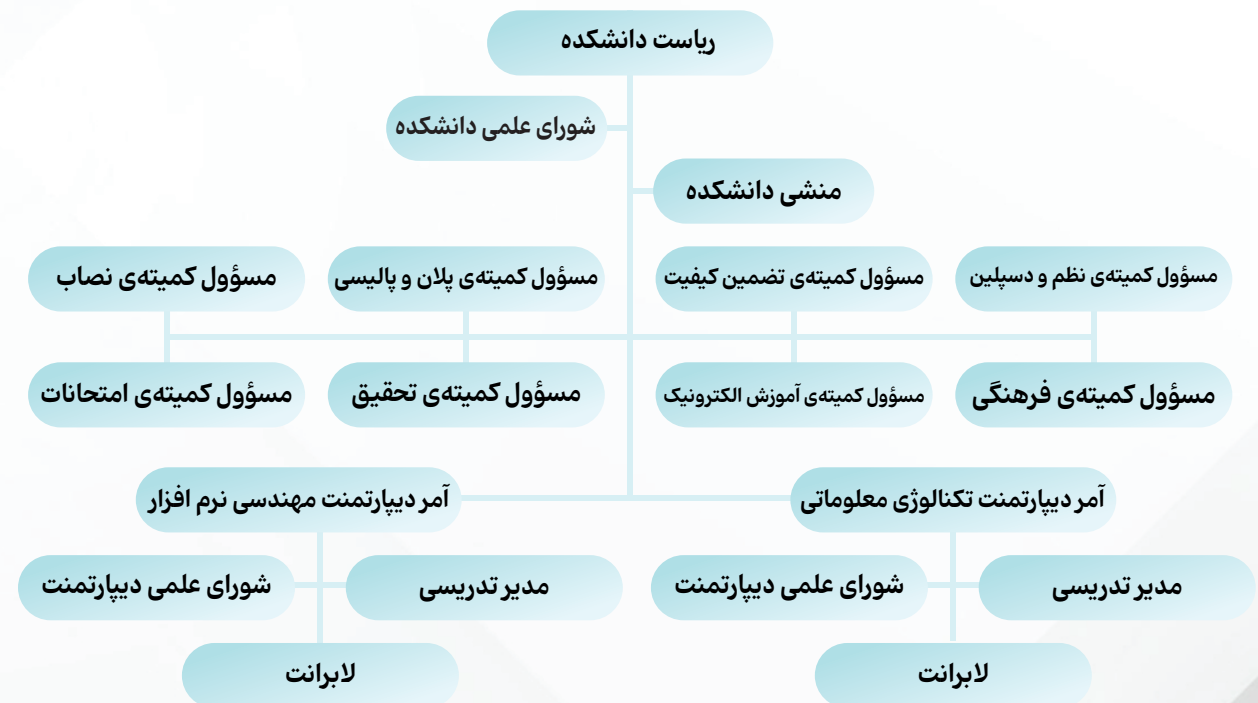 ریاست دانشکده
شورای علمی دانشکده
منشی دانشکده
مسؤول کمیته‌ی نظم و دسپلین
مسؤول کمیته‌ی تضمین کیفیت
مسؤول کمیته‌ی پلان و پالیسی
مسؤول کمیته‌ی نصاب
مسؤول کمیته‌ی فرهنگی
مسؤول کمیته‌ی آموزش الکترونیک
مسؤول کمیته‌ی تحقیق
مسؤول کمیته‌ی امتحانات
آمر دیپارتمنت تکنالوژی معلوماتی
آمر دیپارتمنت مهندسی نرم افزار
مدیر تدریسی
شورای علمی دیپارتمنت
مدیر تدریسی
شورای علمی دیپارتمنت
لابرانت
لابرانت